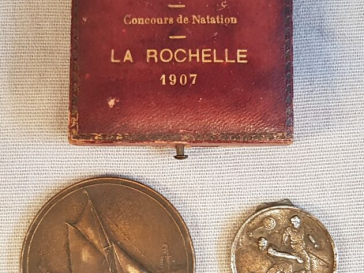 Concours de Natation
LA ROCHELLE
1907